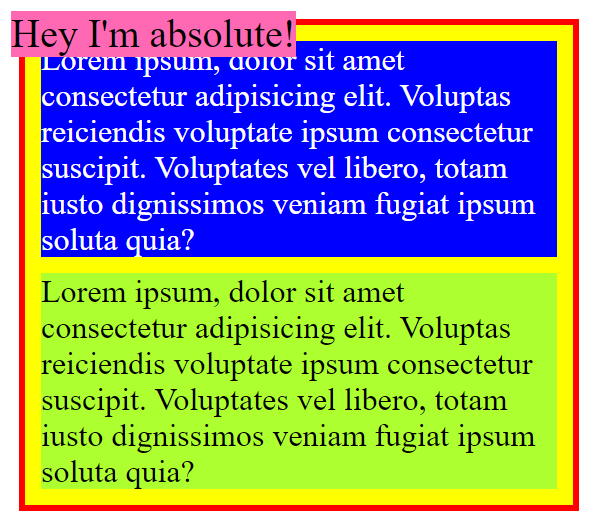 Hey I'm absolute!
Lorem ipsum, dolor sit amet
consectetur adipisicing elit. Voluptas
reiciendis voluptate ipsum consectetur
suscipit. Voluptates vel libero, totam
iusto dignissimos veniam fugiat ipsum
soluta quia?
Lorem ipsum, dolor sit amet
consectetur adipisicing elit. Voluptas
reiciendis voluptate ipsum consectetur
suscipit. Voluptates vel libero, totam
iusto dignissimos veniam fugiat ipsum
soluta quia?